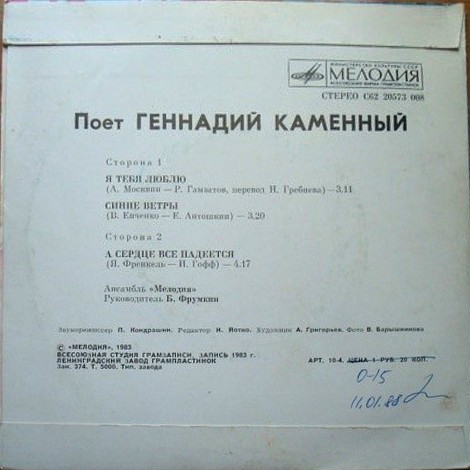 МИНИСТЕРСТВО КУЛЬТУРЫ СССР
МЕЛОДИЯ
ВСЕСОЮЗНАЯ ФИРМА ГРАМПЛАСТИНОК
СТЕРЕО С62 20573 008
Поет ГЕННАДИЙ КАМЕННЫЙ
Сторона 1
Я ТЕБЯ ЛЮБЛЮ
(А. Москвин — Р. Гамзатов, перевод Н. Гребнева) — 3.11
СИНИЕ ВЕТРЫ
(В. Евченко — Е. Антошкин) — 3.20
Сторона 2
А СЕРДЦЕ ВСЕ НАДЕЕТСЯ
(Я. Френкель — И. Гофф) — 4.17
Ансамбль «Мелодия»
Руководитель Б. Фрумкин
Звукорежиссер П. Кондрашин. Редактор И. Йотко. Художник А. Григорьев. Фото В. Барышникова
© «МЕЛОДИЯ», 1983
ВСЕСОЮЗНАЯ СТУДИЯ ГРАМЗАПИСИ. ЗАПИСЬ 1983 г.
ЛЕНИНГРАДСКИЙ ЗАВОД ГРАМПЛАСТИНОК
Зак. 374. Т. 5000. Тип. завода
АРТ. 10-4. ЦЕНА 1 РУБ. 20 КОП.
0-15
11.01.88